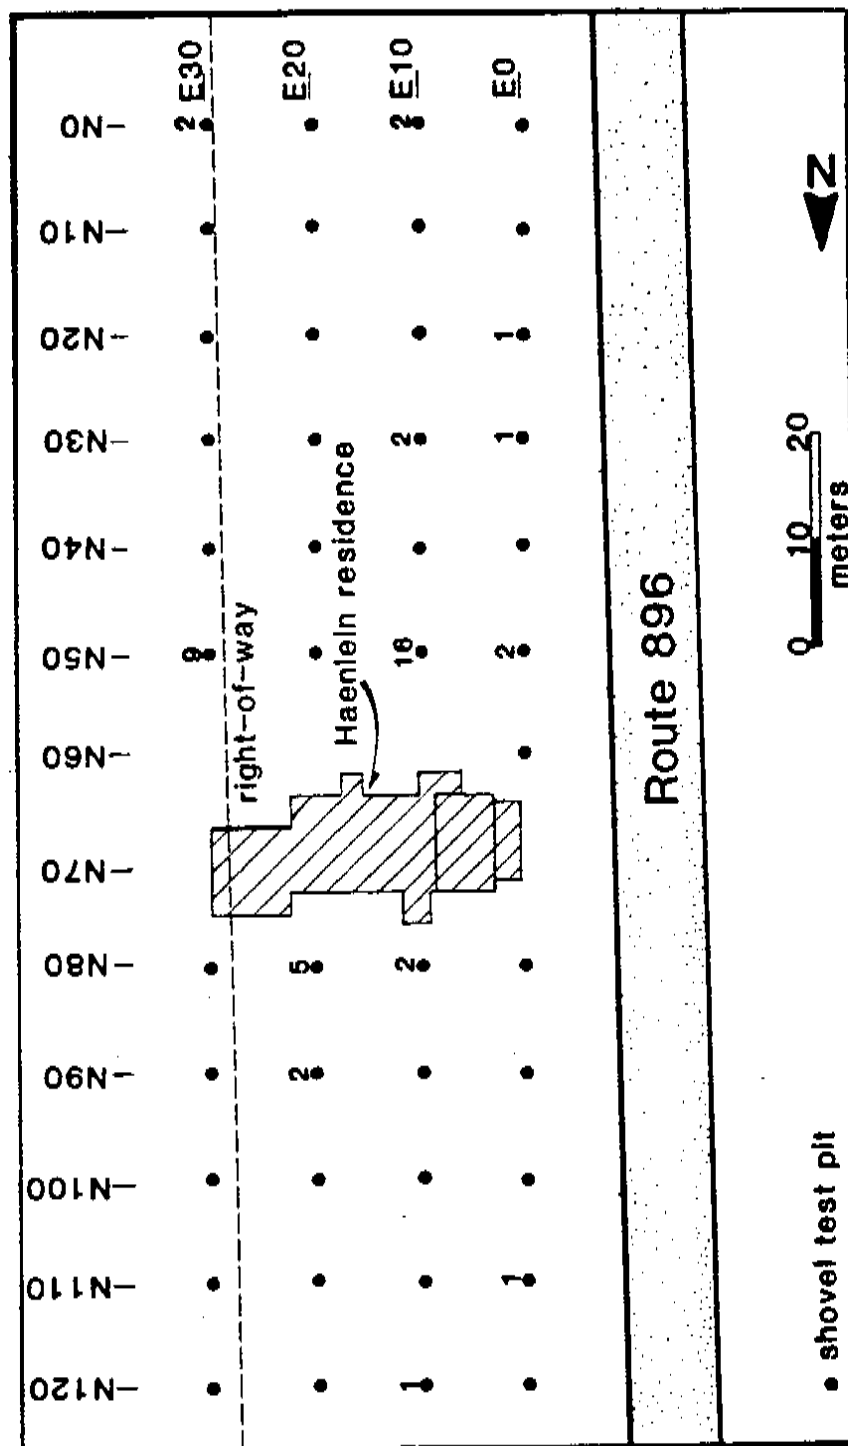 E30
E20
E10
E0
N0
2
2
N10
N20
1
N30
2
1
N40
N50
9
16
2
N60
N70
N80
5
2
N90
2
N100
N110
1
N120
1
right-of-way
Haenlein residence
Route 896
N
0 10 20
meters
shovel test pit